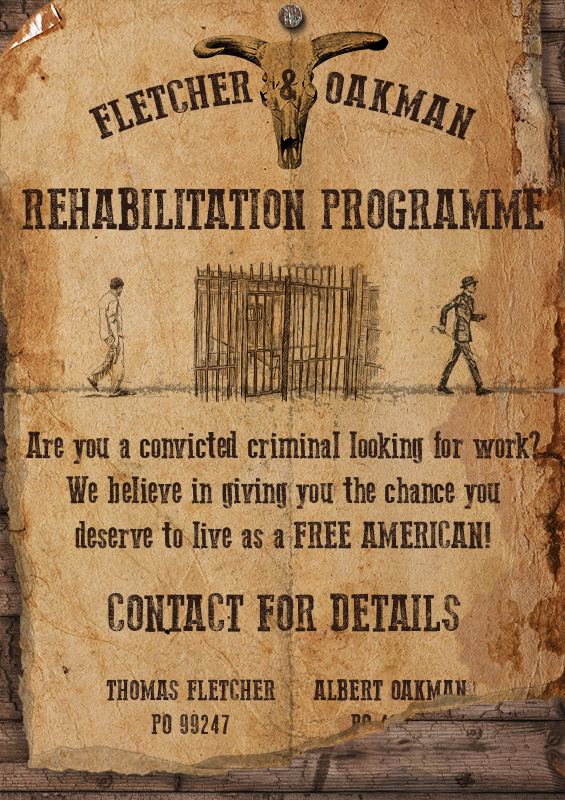 FLETCHER & OAKMAN
REHABILITATION PROGRAMME
Are you a convicted criminal looking for work?
We believe in giving you the chance you
deserve to live as a FREE AMERICAN!
CONTACT FOR DETAILS
THOMAS FLETCHER ALBERT OAKMAN
PO 99247 PO